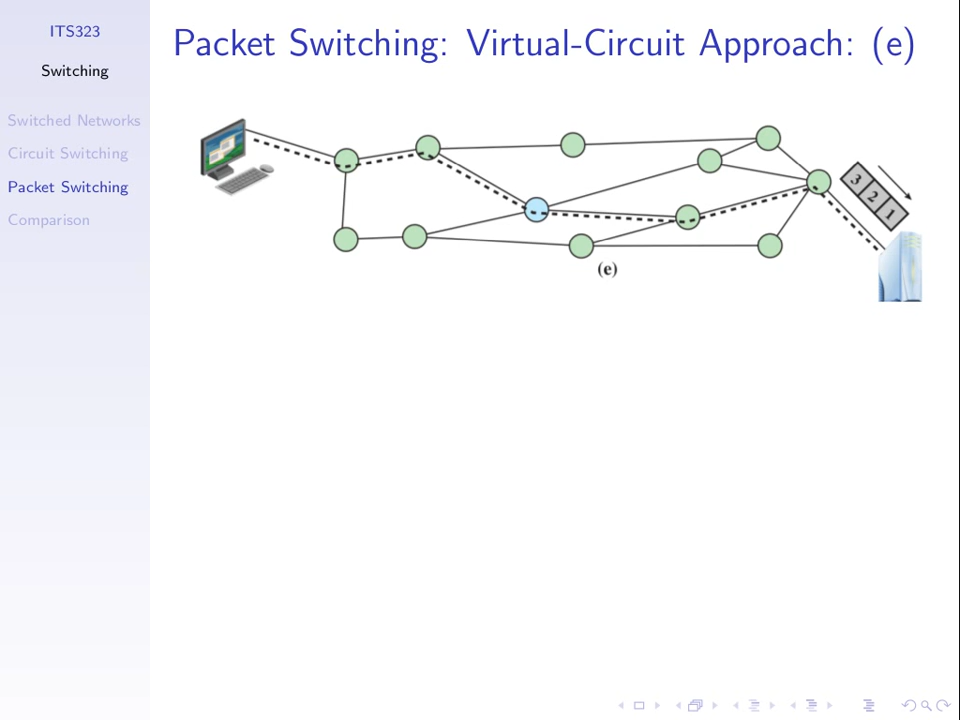 ITS323
Switching
Switched Networks
Circuit Switching
Packet Switching
Comparison
Packet Switching: Virtual-Circuit Approach: (e)
3 2 1
(e)